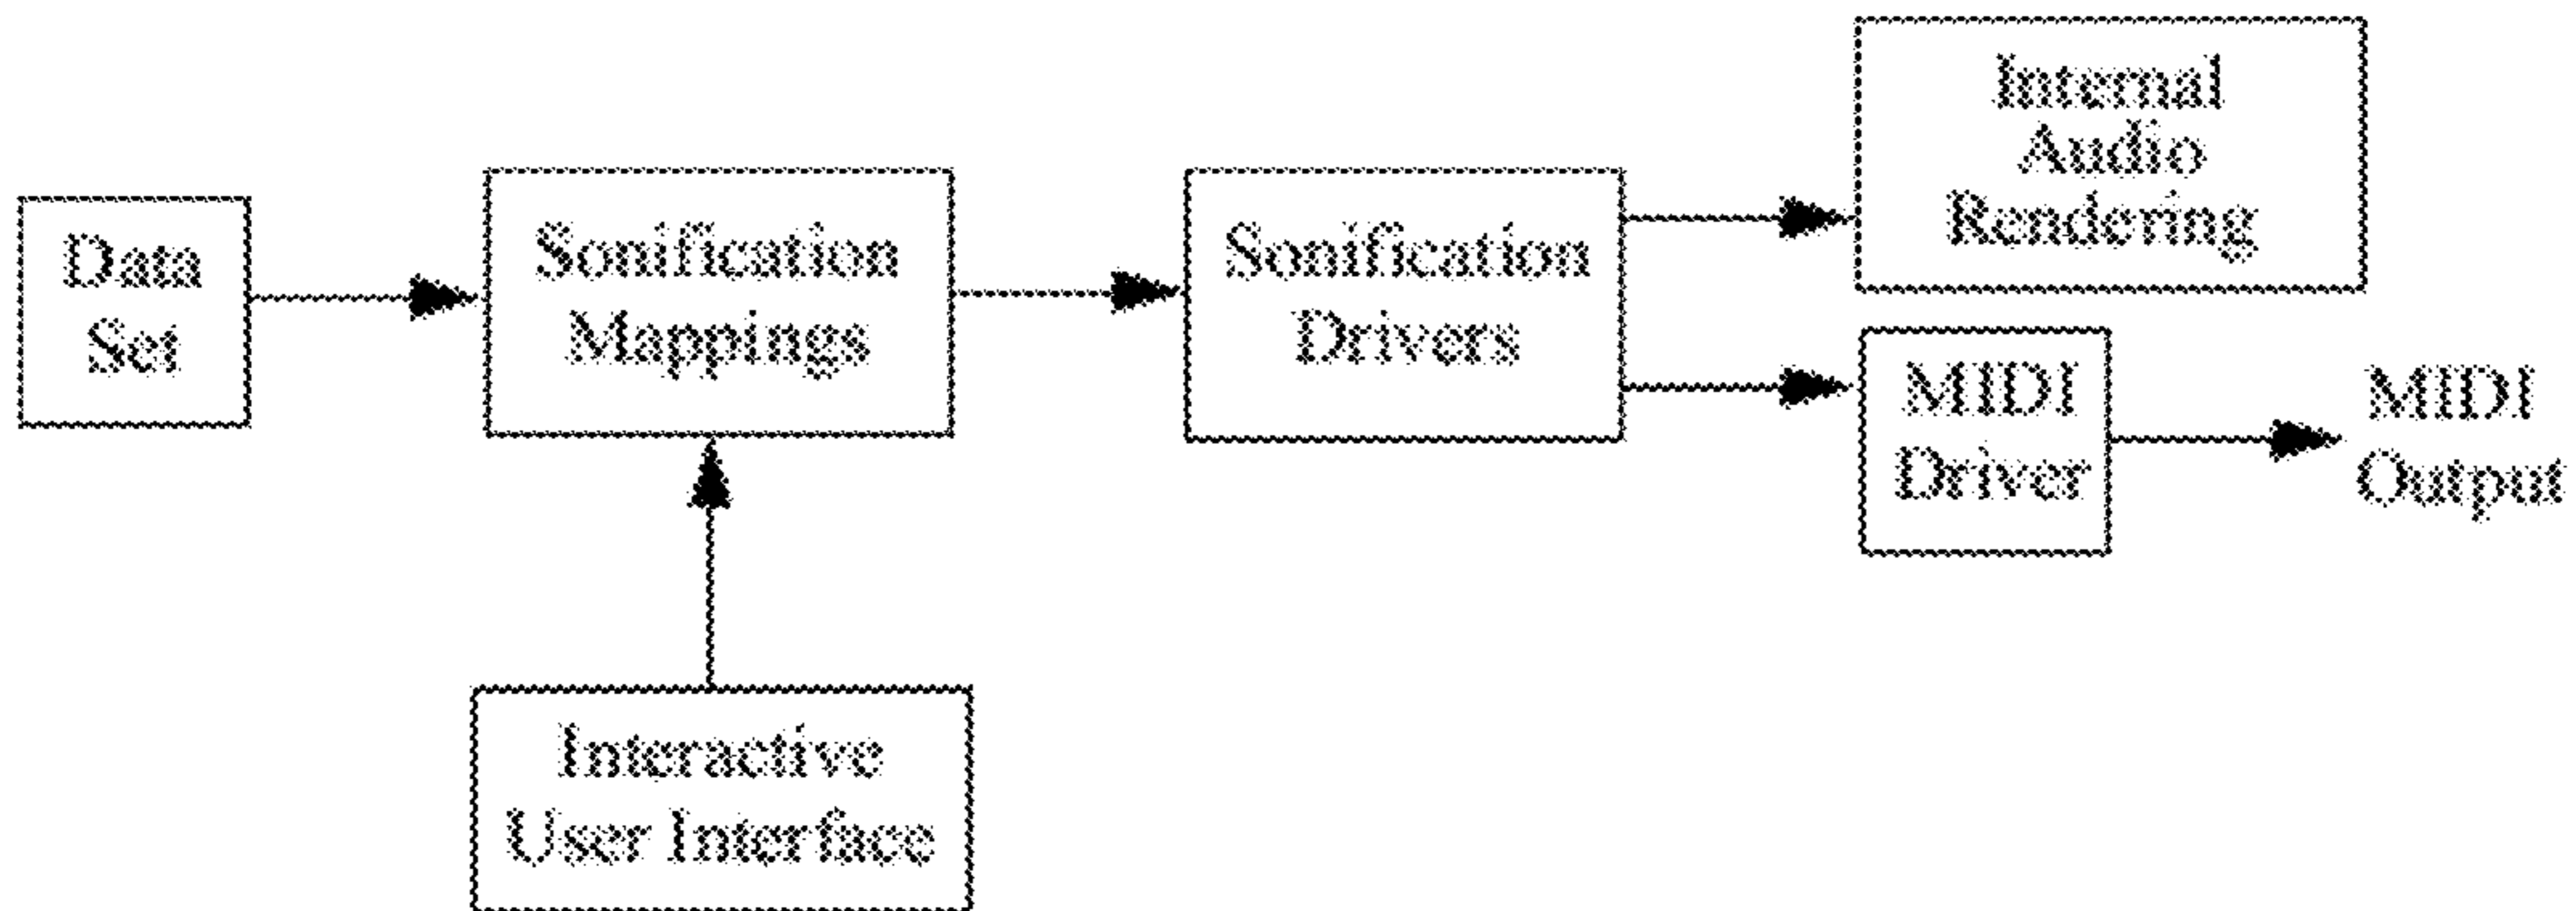 Data
Set
Sonification
Mappings
Sonification
Drivers
Internal
Audio
Rendering
MIDI
Driver
MIDI
Output
Interactive
User Interface